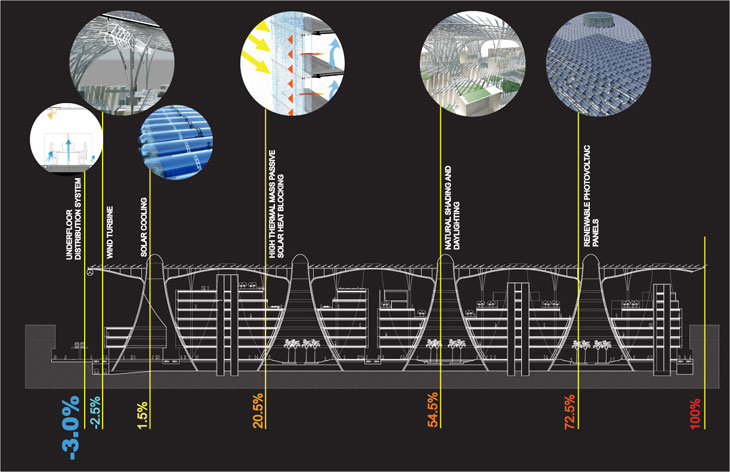 UNDERFLOOR
DISTRIBUTION SYSTEM
WIND TURBINE
SOLAR COOLING
HIGH THERMAL MASS PASSIVE
SOLAR HEAT BLOCKING
NATURAL SHADING AND
DAYLIGHTING
RENEWABLE PHOTOVOLTAIC
PANELS
-3.0%
-2.5%
1.5%
20.5%
54.5%
72.5%
100%